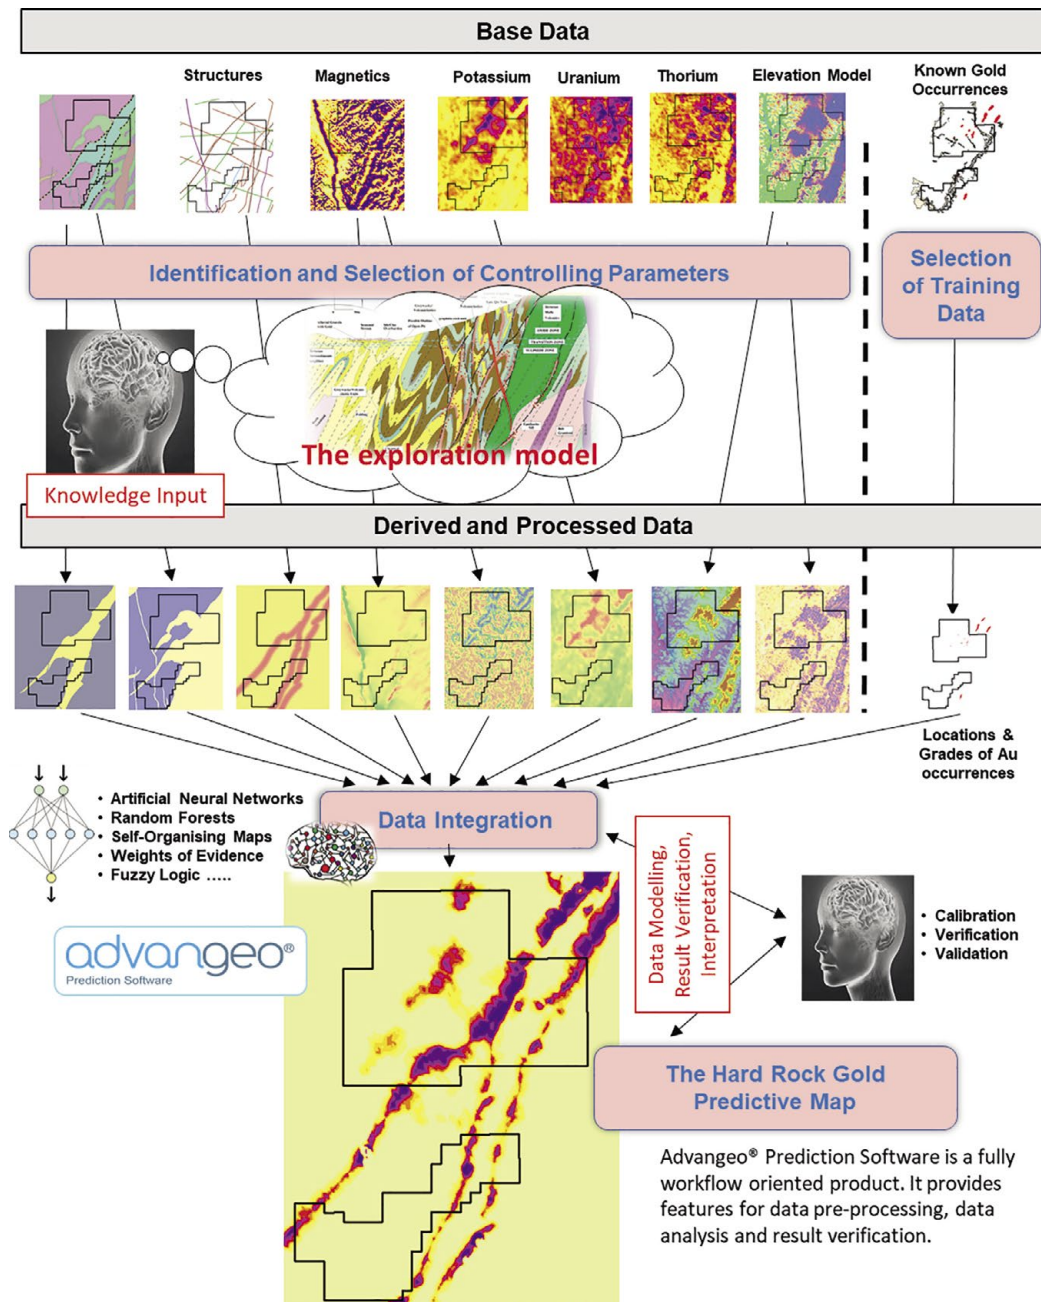 Base Data
Structures
Magnetics
Potassium
Uranium
Thorium
Elevation Model
Known Gold
Occurrences
Identification and Selection of Controlling Parameters
Selection
of Training
Data
The exploration model
Knowledge Input
Derived and Processed Data
Locations &
Grades of Au
occurrences
• Artificial Neural Networks
• Random Forests
• Self-Organising Maps
• Weights of Evidence
• Fuzzy Logic .....
Data Integration
Data Modelling,
Result Verification,
Interpretation
• Calibration
• Verification
• Validation
advangeo®
Prediction Software
The Hard Rock Gold
Predictive Map
Advangeo® Prediction Software is a fully
workflow oriented product. It provides
features for data pre-processing, data
analysis and result verification.